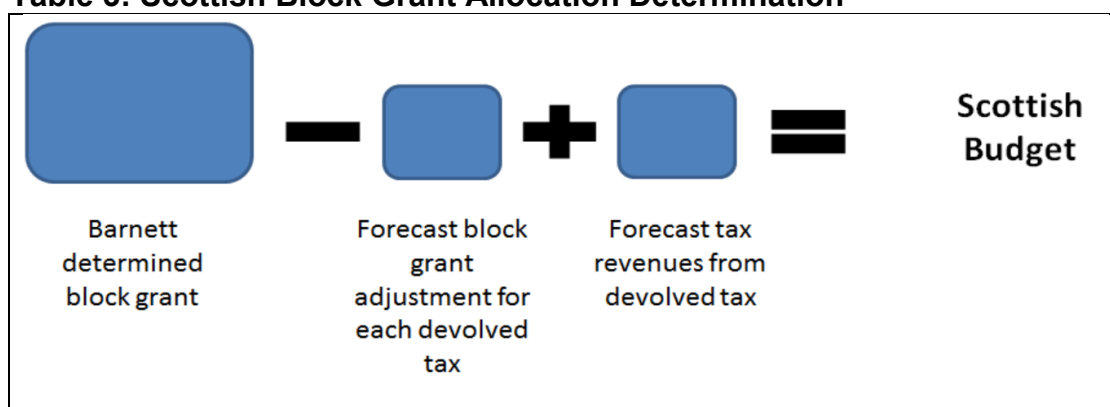 Table 3: Scottish Block Grant Allocation Determination
Scottish
Budget
Barnett
determined
block grant
Forecast block
grant
adjustment for
each devolved
tax
Forecast tax
revenues from
devolved tax